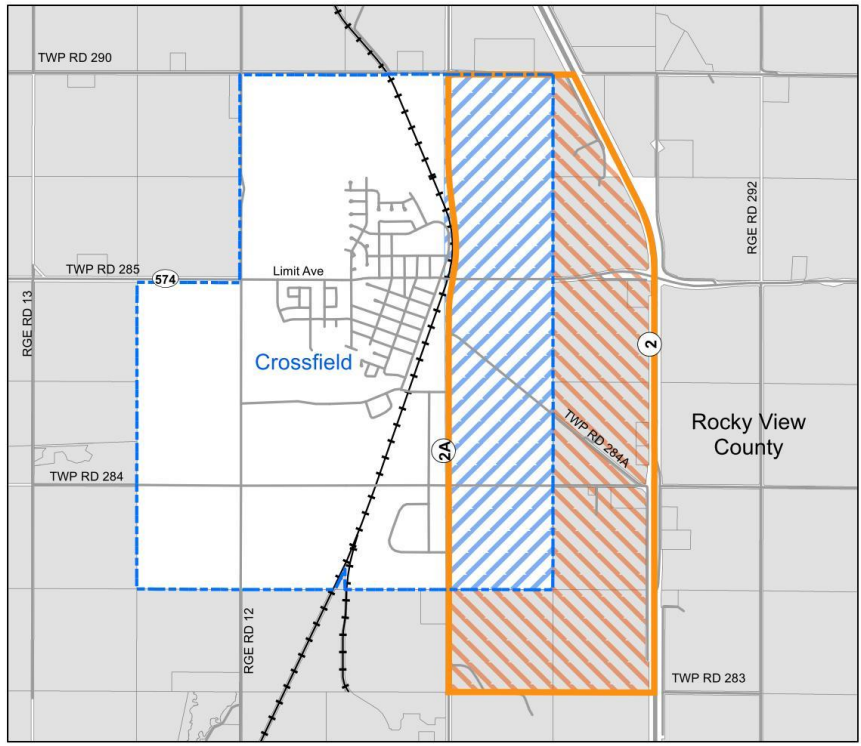 TWP RD 290
RGE RD 292
TWP RD 285
574
Limit Ave
RGE RD 13
2
Crossfield
Rocky View
County
TWP RD 284A
2A
TWP RD 284
RGE RD 12
TWP RD 283